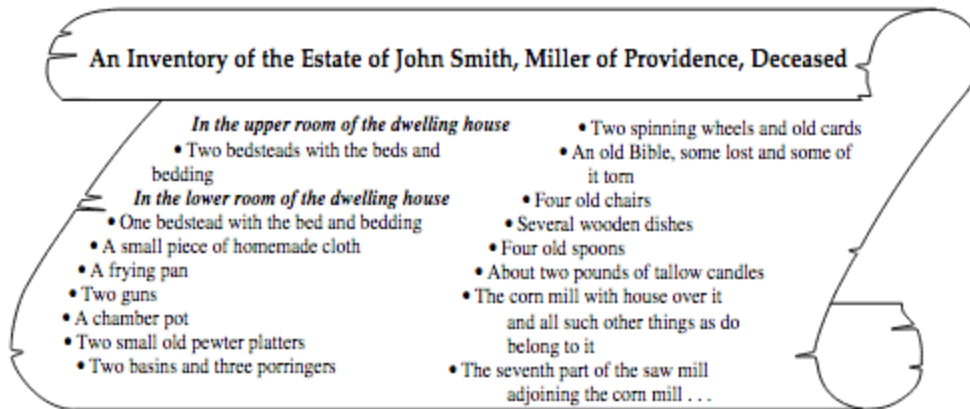 An Inventory of the Estate of John Smith, Miller of Providence, Deceased
In the upper room of the dwelling house
• Two bedsteads with the beds and
bedding
In the lower room of the dwelling house
• One bedstead with the bed and bedding
• A small piece of homemade cloth
• A frying pan
• Two guns
• A chamber pot
• Two small old pewter platters
• Two basins and three porringers
• Two spinning wheels and old cards
• An old Bible, some lost and some of
it torn
• Four old chairs
• Several wooden dishes
• Four old spoons
• About two pounds of tallow candles
• The corn mill with house over it
and all such other things as do
belong to it
• The seventh part of the saw mill
adjoining the corn mill . . .